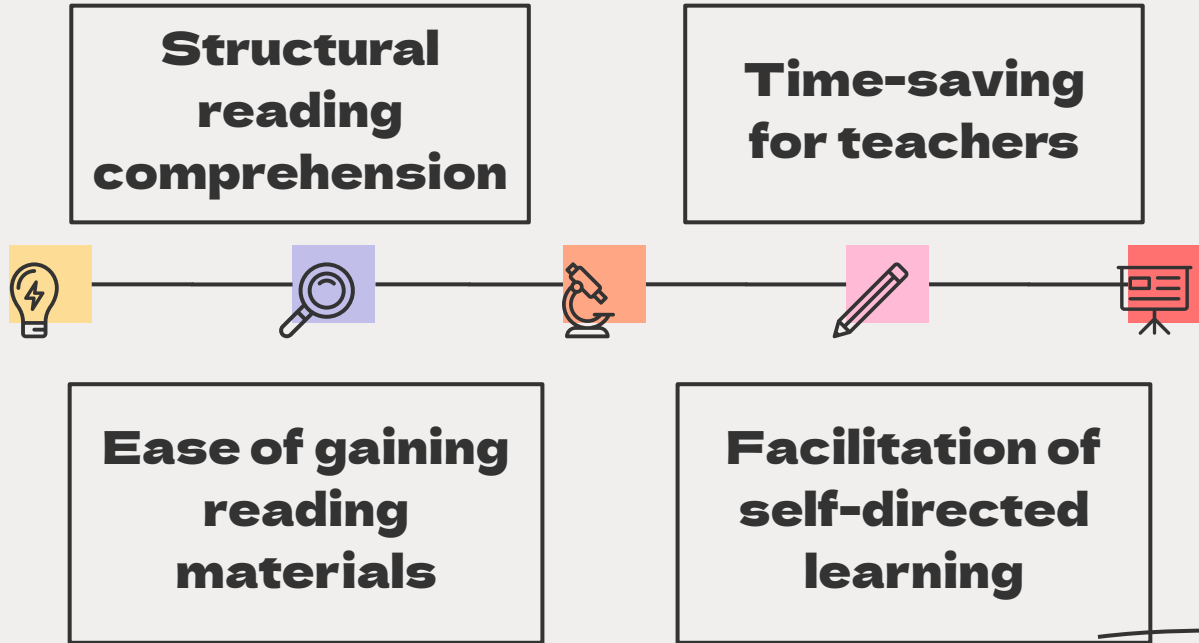 Structural
reading
comprehension
Time-saving
for teachers
Ease of gaining
reading
materials
Facilitation of
self-directed
learning